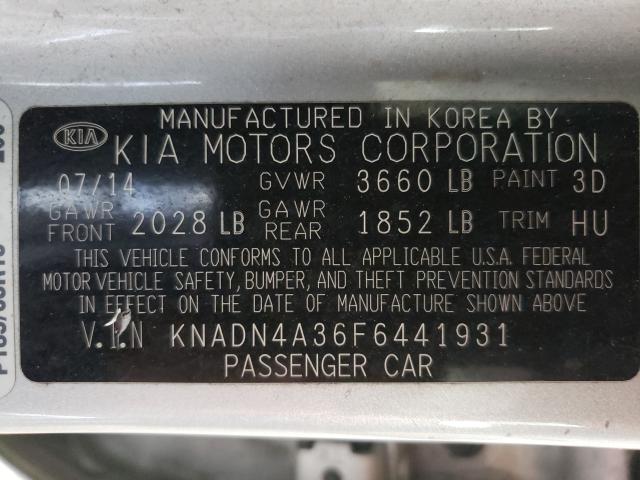 MANUFACTURED IN KOREA BY
KIA KIA MOTORS CORPORATION
07/14 GVWR 3660 LB PAINT 3D
GAWR FRONT 2028 LB GAWR REAR 1852 LB TRIM HU
THIS VEHICLE CONFORMS TO ALL APPLICABLE U.S.A. FEDERAL
MOTOR VEHICLE SAFETY, BUMPER, AND THEFT PREVENTION STANDARDS
IN EFFECT ON THE DATE OF MANUFACTURE SHOWN ABOVE
V.I.N KNADN4A36F6441931
PASSENGER CAR